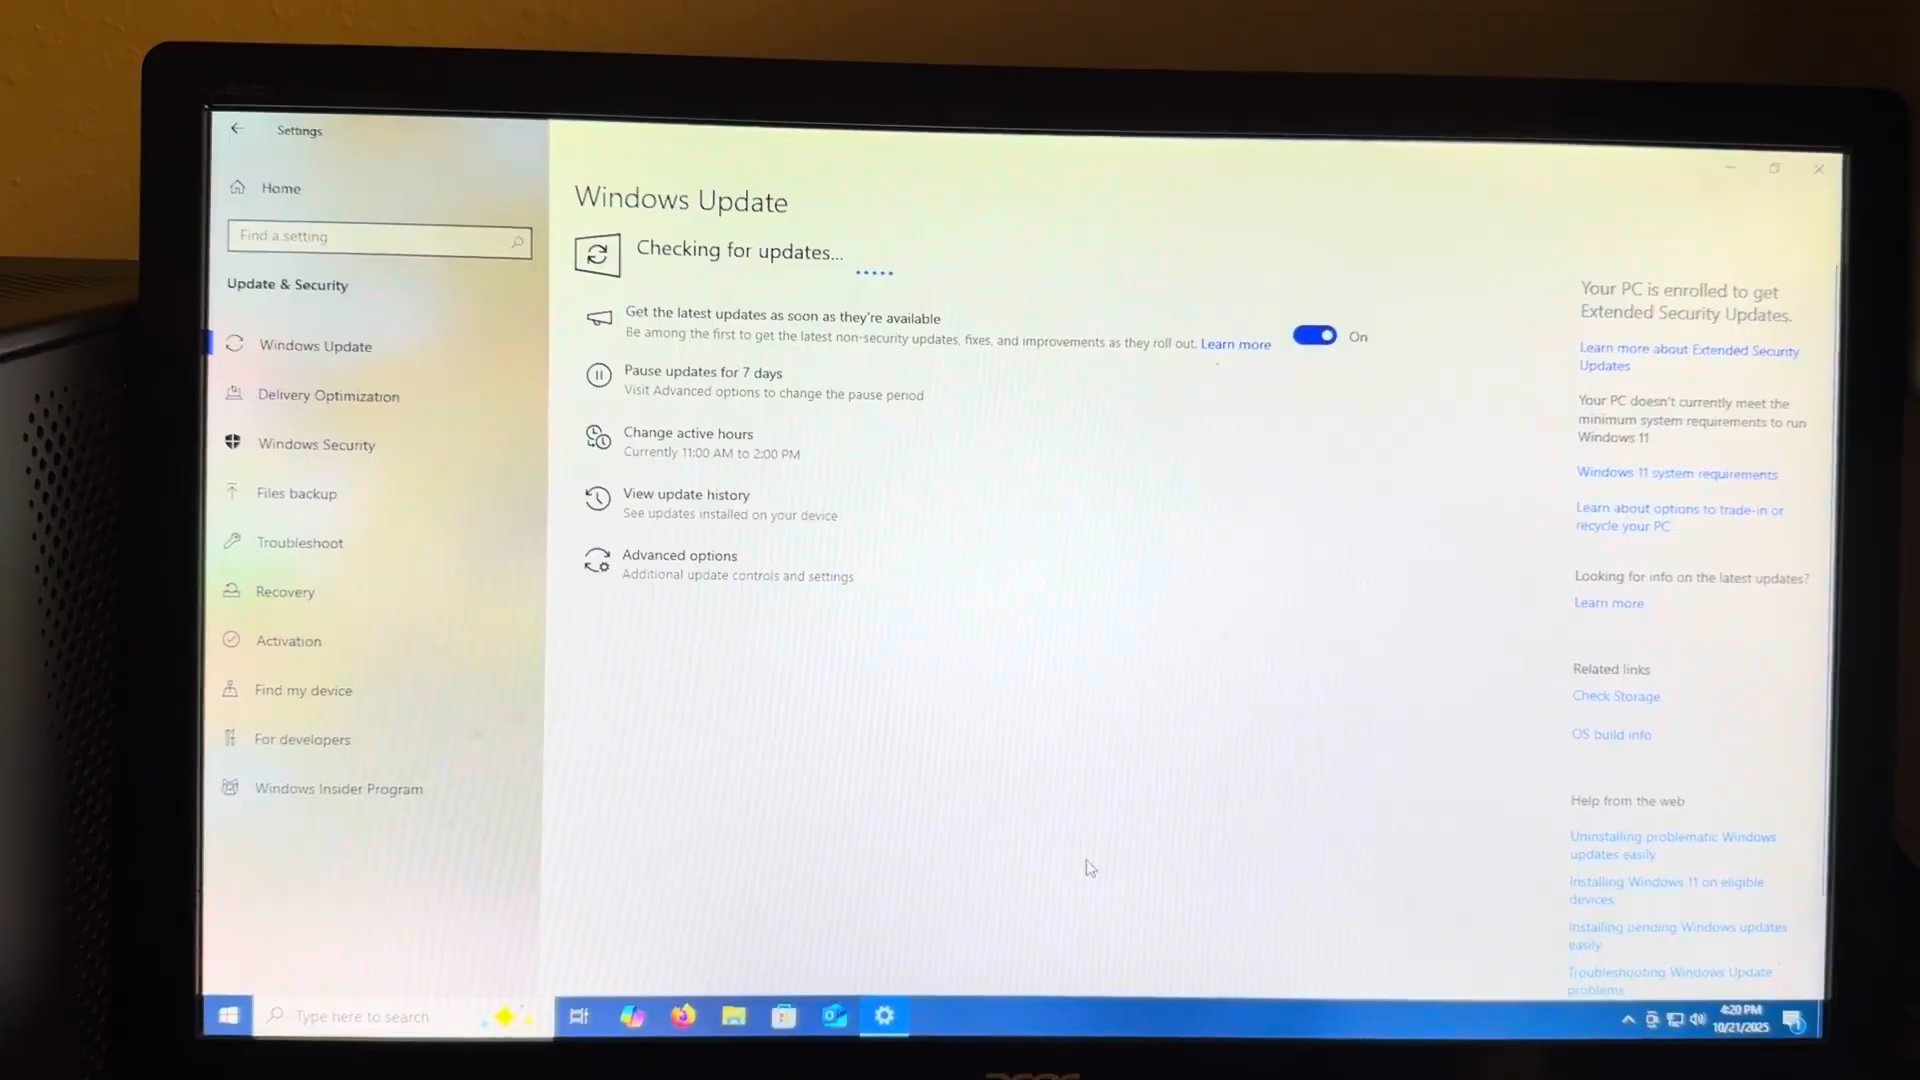 Settings
Home
Find a setting
Update & Security
Windows Update
Delivery Optimization
Windows Security
Files backup
Troubleshoot
Recovery
Activation
Find my device
For developers
Windows Insider Program
Windows Update
Checking for updates...
Get the latest updates as soon as they're available
Be among the first to get the latest non-security updates, fixes, and improvements as they roll out. Learn more
On
Pause updates for 7 days
Visit Advanced options to change the pause period
Change active hours
Currently 11:00 AM to 2:00 PM
View update history
See updates installed on your device
Advanced options
Additional update controls and settings
Your PC is enrolled to get
Extended Security Updates.
Learn more about Extended Security
Updates
Your PC doesn't currently meet the
minimum system requirements to run
Windows 11
Windows 11 system requirements
Learn about options to trade-in or
recycle your PC
Looking for info on the latest updates?
Learn more
Related links
Check Storage
OS build info
Help from the web
Uninstalling problematic Windows
updates easily
Installing Windows 11 on eligible
devices
Installing pending Windows updates
easily
Troubleshooting Windows Update
problems
Type here to search
4:20 PM
10/21/2025
1
acer